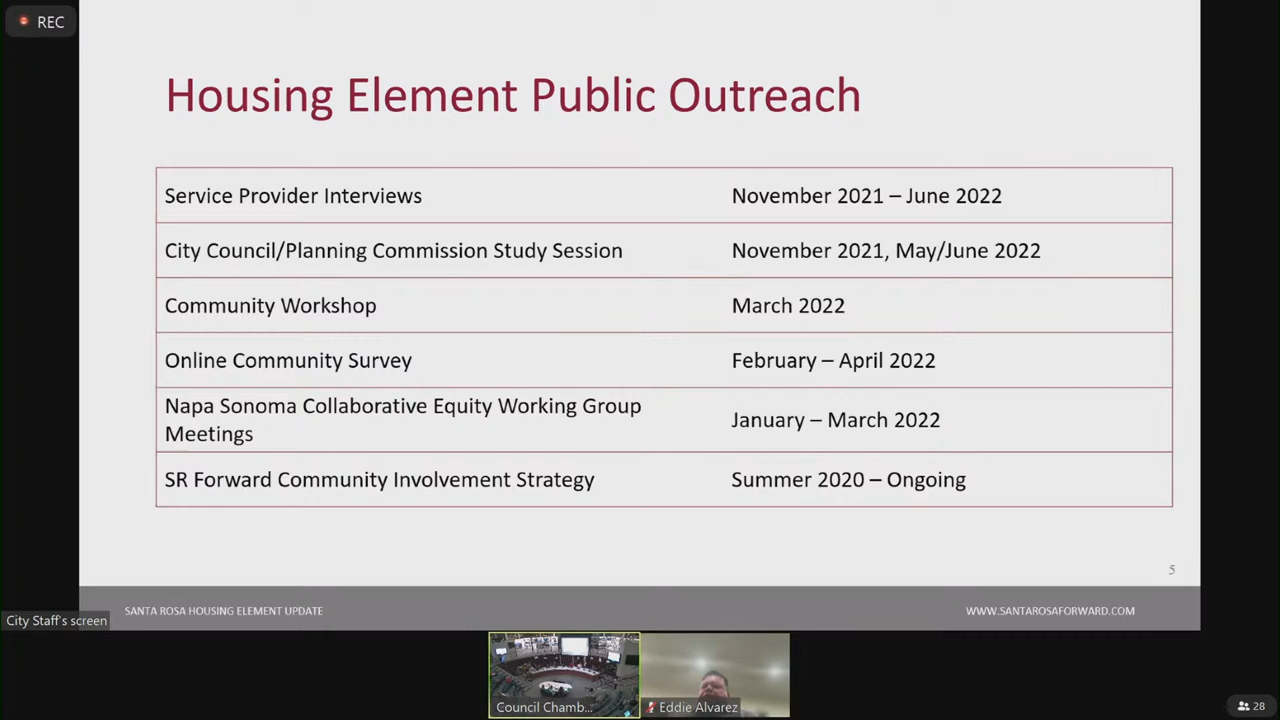 REC
Housing Element Public Outreach
Service Provider Interviews November 2021 – June 2022
City Council/Planning Commission Study Session November 2021, May/June 2022
Community Workshop March 2022
Online Community Survey February – April 2022
Napa Sonoma Collaborative Equity Working Group
Meetings January – March 2022
SR Forward Community Involvement Strategy Summer 2020 – Ongoing
5
SANTA ROSA HOUSING ELEMENT UPDATE WWW.SANTAROSAFORWARD.COM
City Staff's screen
Council Chamb...
Eddie Alvarez
28